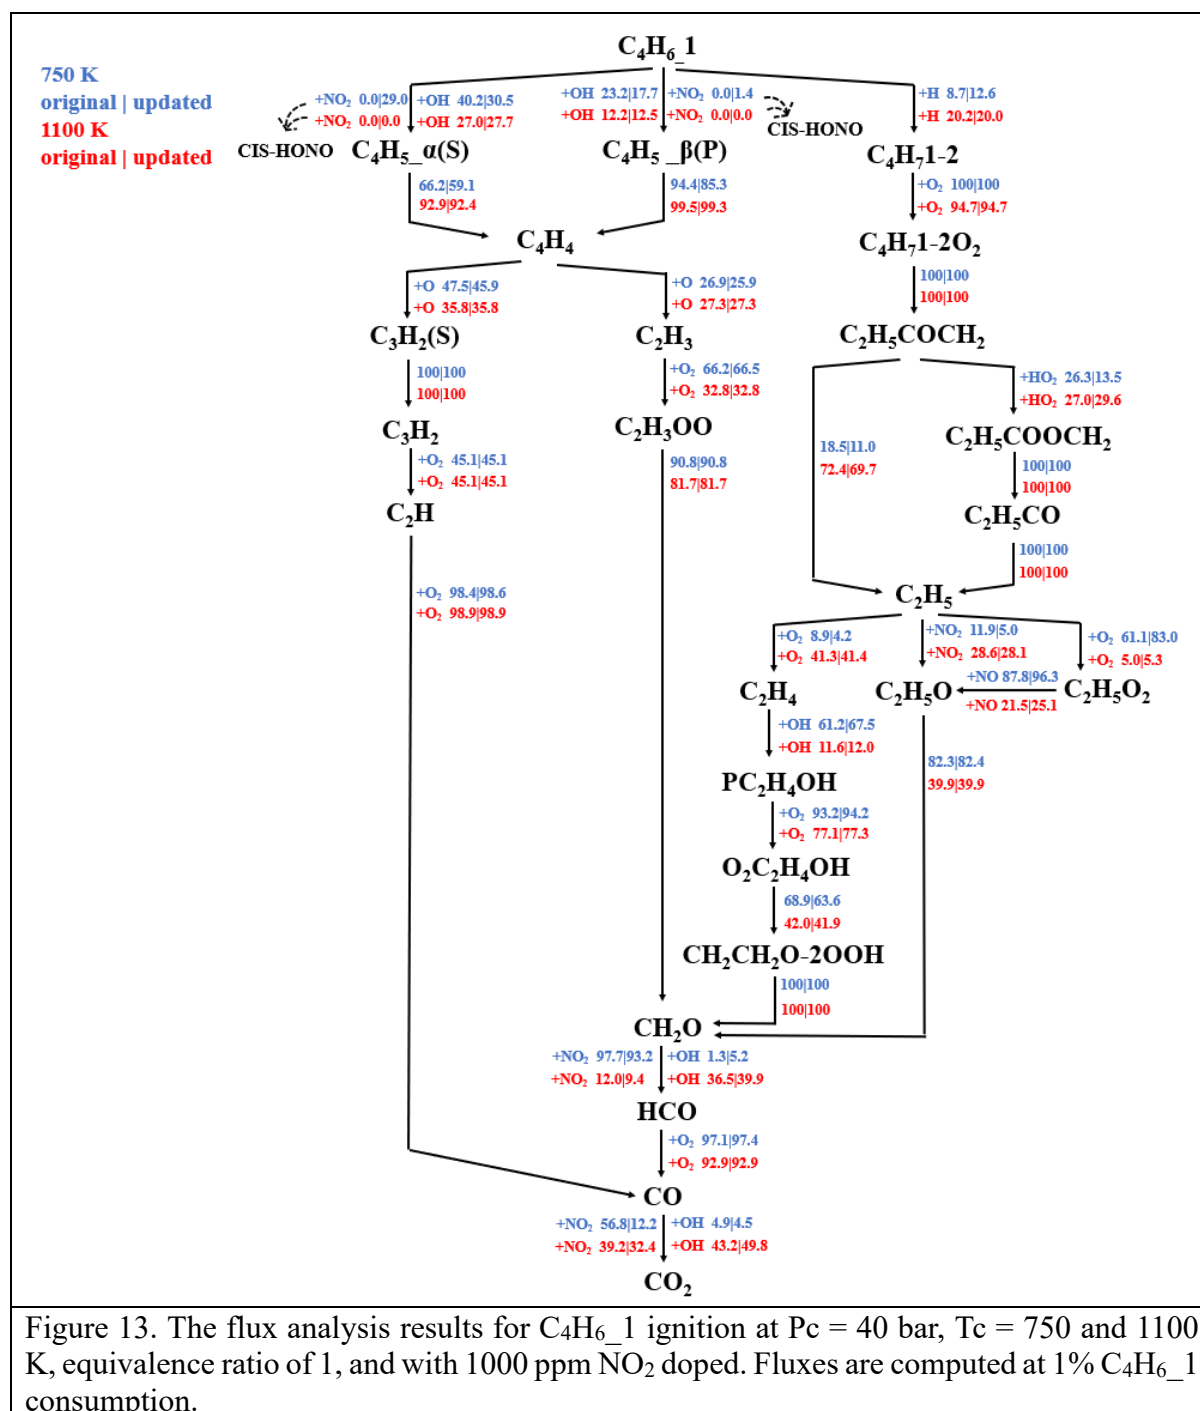 C₄H₆_1
750 K
original | updated
1100 K
original | updated
+NO₂ 0.0|29.0 +OH 40.2|30.5
+NO₂ 0.0|0.0 +OH 27.0|27.7
+OH 23.2|17.7 +NO₂ 0.0|1.4
+OH 12.2|12.5 +NO₂ 0.0|0.0
+H 8.7|12.6
+H 20.2|20.0
CIS-HONO
CIS-HONO
C₄H₅_α(S)
C₄H₅_β(P)
C₄H₇1-2
66.2|59.1
92.9|92.4
94.4|85.3
99.5|99.3
+O₂ 100|100
+O₂ 94.7|94.7
C₄H₄
C₄H₇1-2O₂
+O 47.5|45.9
+O 35.8|35.8
+O 26.9|25.9
+O 27.3|27.3
100|100
100|100
C₃H₂(S)
C₂H₃
C₂H₅COCH₂
100|100
100|100
+O₂ 66.2|66.5
+O₂ 32.8|32.8
+HO₂ 26.3|13.5
+HO₂ 27.0|29.6
C₃H₂
C₂H₃OO
C₂H₅COOCH₂
+O₂ 45.1|45.1
+O₂ 45.1|45.1
90.8|90.8
81.7|81.7
18.5|11.0
72.4|69.7
100|100
100|100
C₂H
C₂H₅CO
100|100
100|100
+O₂ 98.4|98.6
+O₂ 98.9|98.9
C₂H₅
+O₂ 8.9|4.2
+O₂ 41.3|41.4
+NO₂ 11.9|5.0
+NO₂ 28.6|28.1
+O₂ 61.1|83.0
+O₂ 5.0|5.3
C₂H₄
C₂H₅O
+NO 87.8|96.3
+NO 21.5|25.1
C₂H₅O₂
+OH 61.2|67.5
+OH 11.6|12.0
82.3|82.4
39.9|39.9
PC₂H₄OH
+O₂ 93.2|94.2
+O₂ 77.1|77.3
O₂C₂H₄OH
68.9|63.6
42.0|41.9
CH₂CH₂O-2OOH
100|100
100|100
CH₂O
+NO₂ 97.7|93.2 +OH 1.3|5.2
+NO₂ 12.0|9.4 +OH 36.5|39.9
HCO
+O₂ 97.1|97.4
+O₂ 92.9|92.9
CO
+NO₂ 56.8|12.2 +OH 4.9|4.5
+NO₂ 39.2|32.4 +OH 43.2|49.8
CO₂
Figure 13. The flux analysis results for C₄H₆_1 ignition at Pc = 40 bar, Tc = 750 and 1100
K, equivalence ratio of 1, and with 1000 ppm NO₂ doped. Fluxes are computed at 1% C₄H₆_1
consumption.